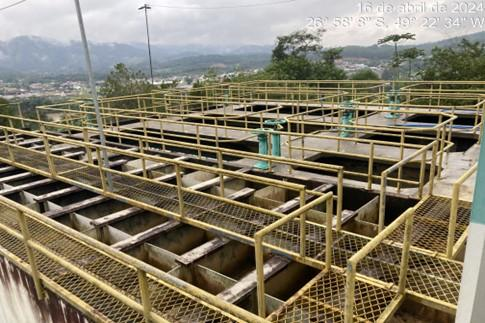 16 de abril de 2024
26° 58' 8" S, 49° 22' 34" W